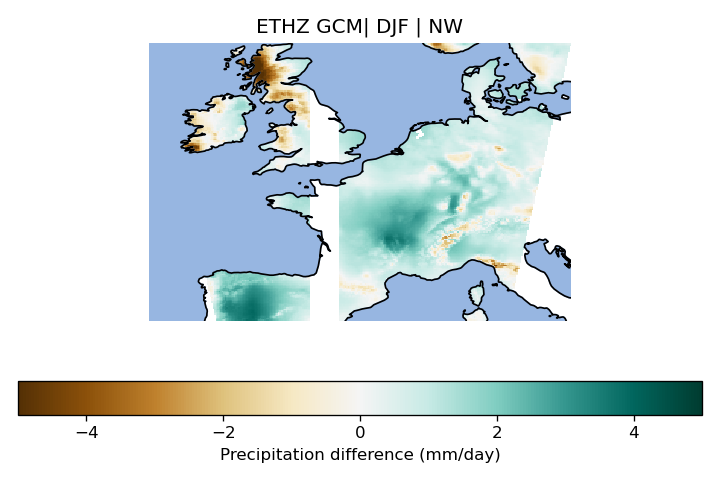 ETHZ GCM| DJF | NW
−4 −2 0 2 4
Precipitation difference (mm/day)